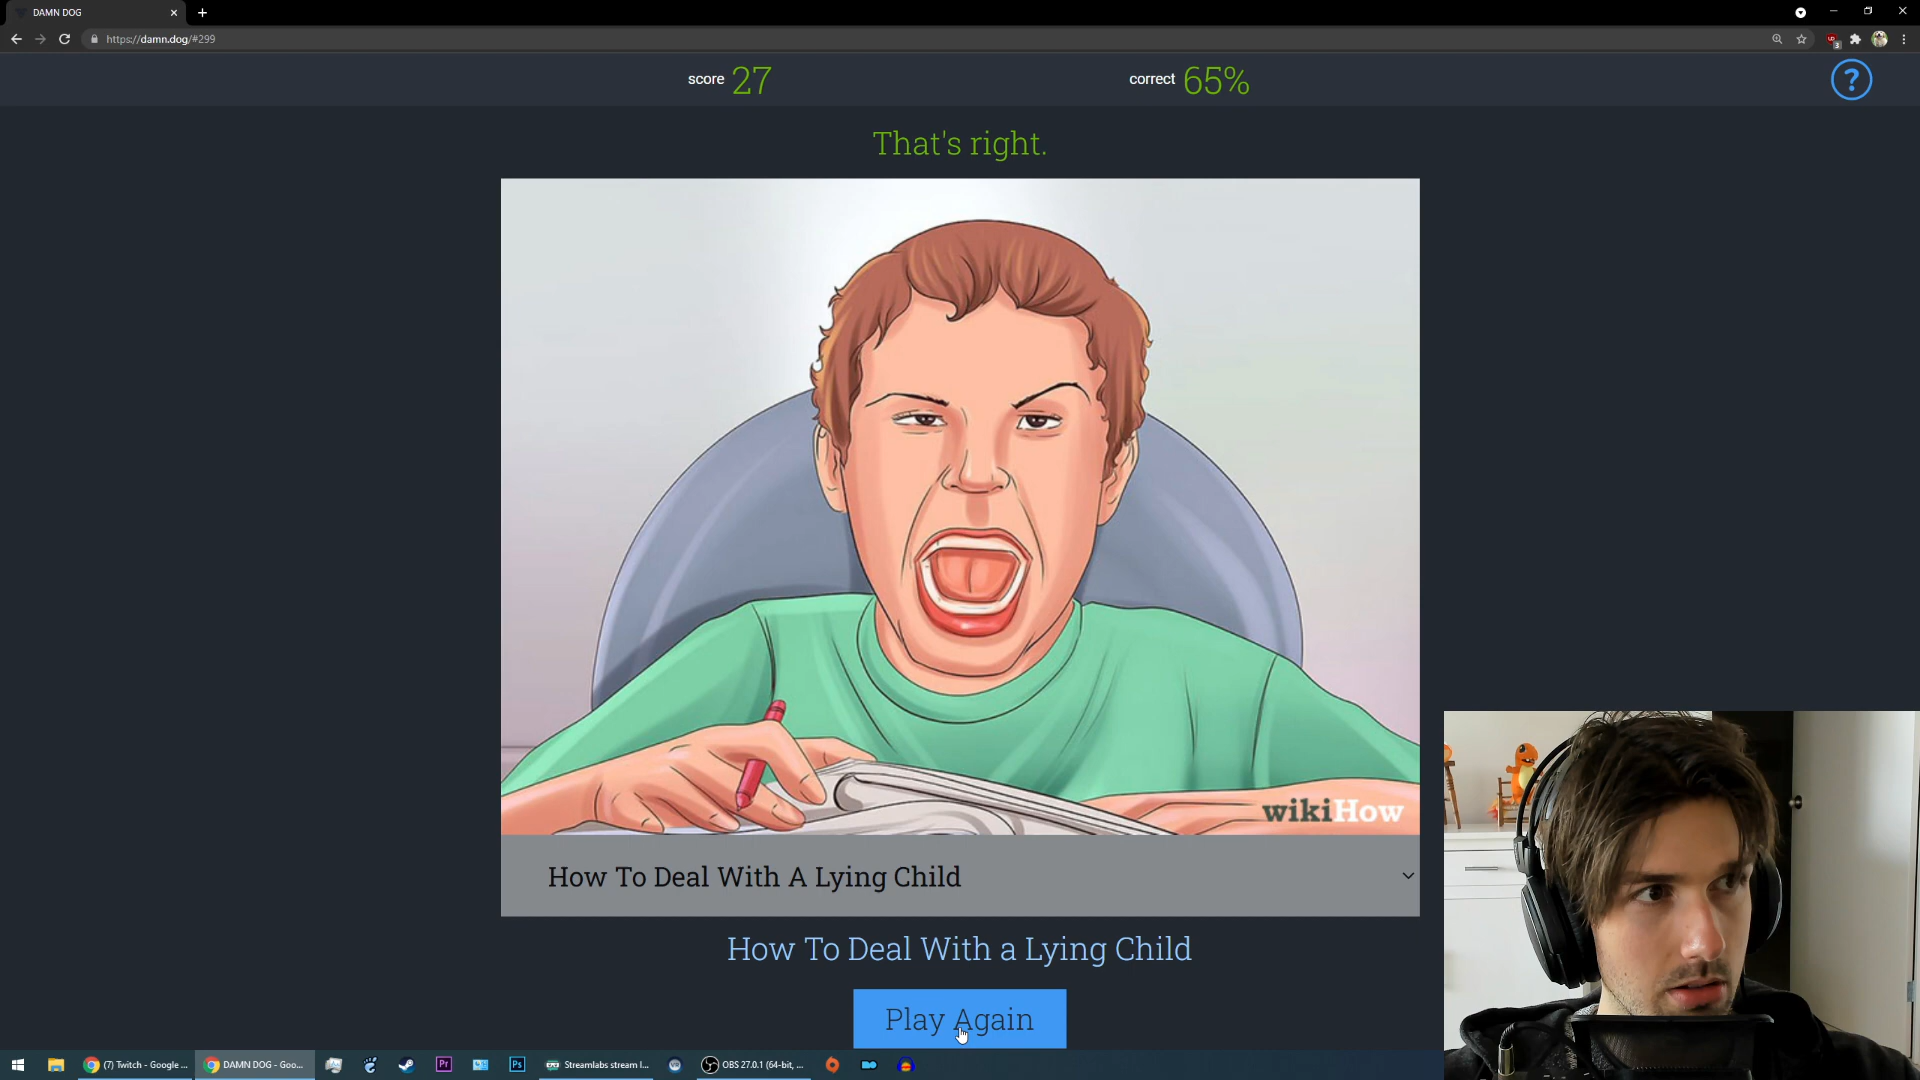 DAMN DOG
https://damn.dog/#299
score 27
correct 65%
?
That's right.
wikiHow
How To Deal With A Lying Child
How To Deal With a Lying Child
Play Again
(7) Twitch - Google ...
DAMN DOG - Goo...
Pr
Ps
Streamlabs stream l...
OBS 27.0.1 (64-bit, ...